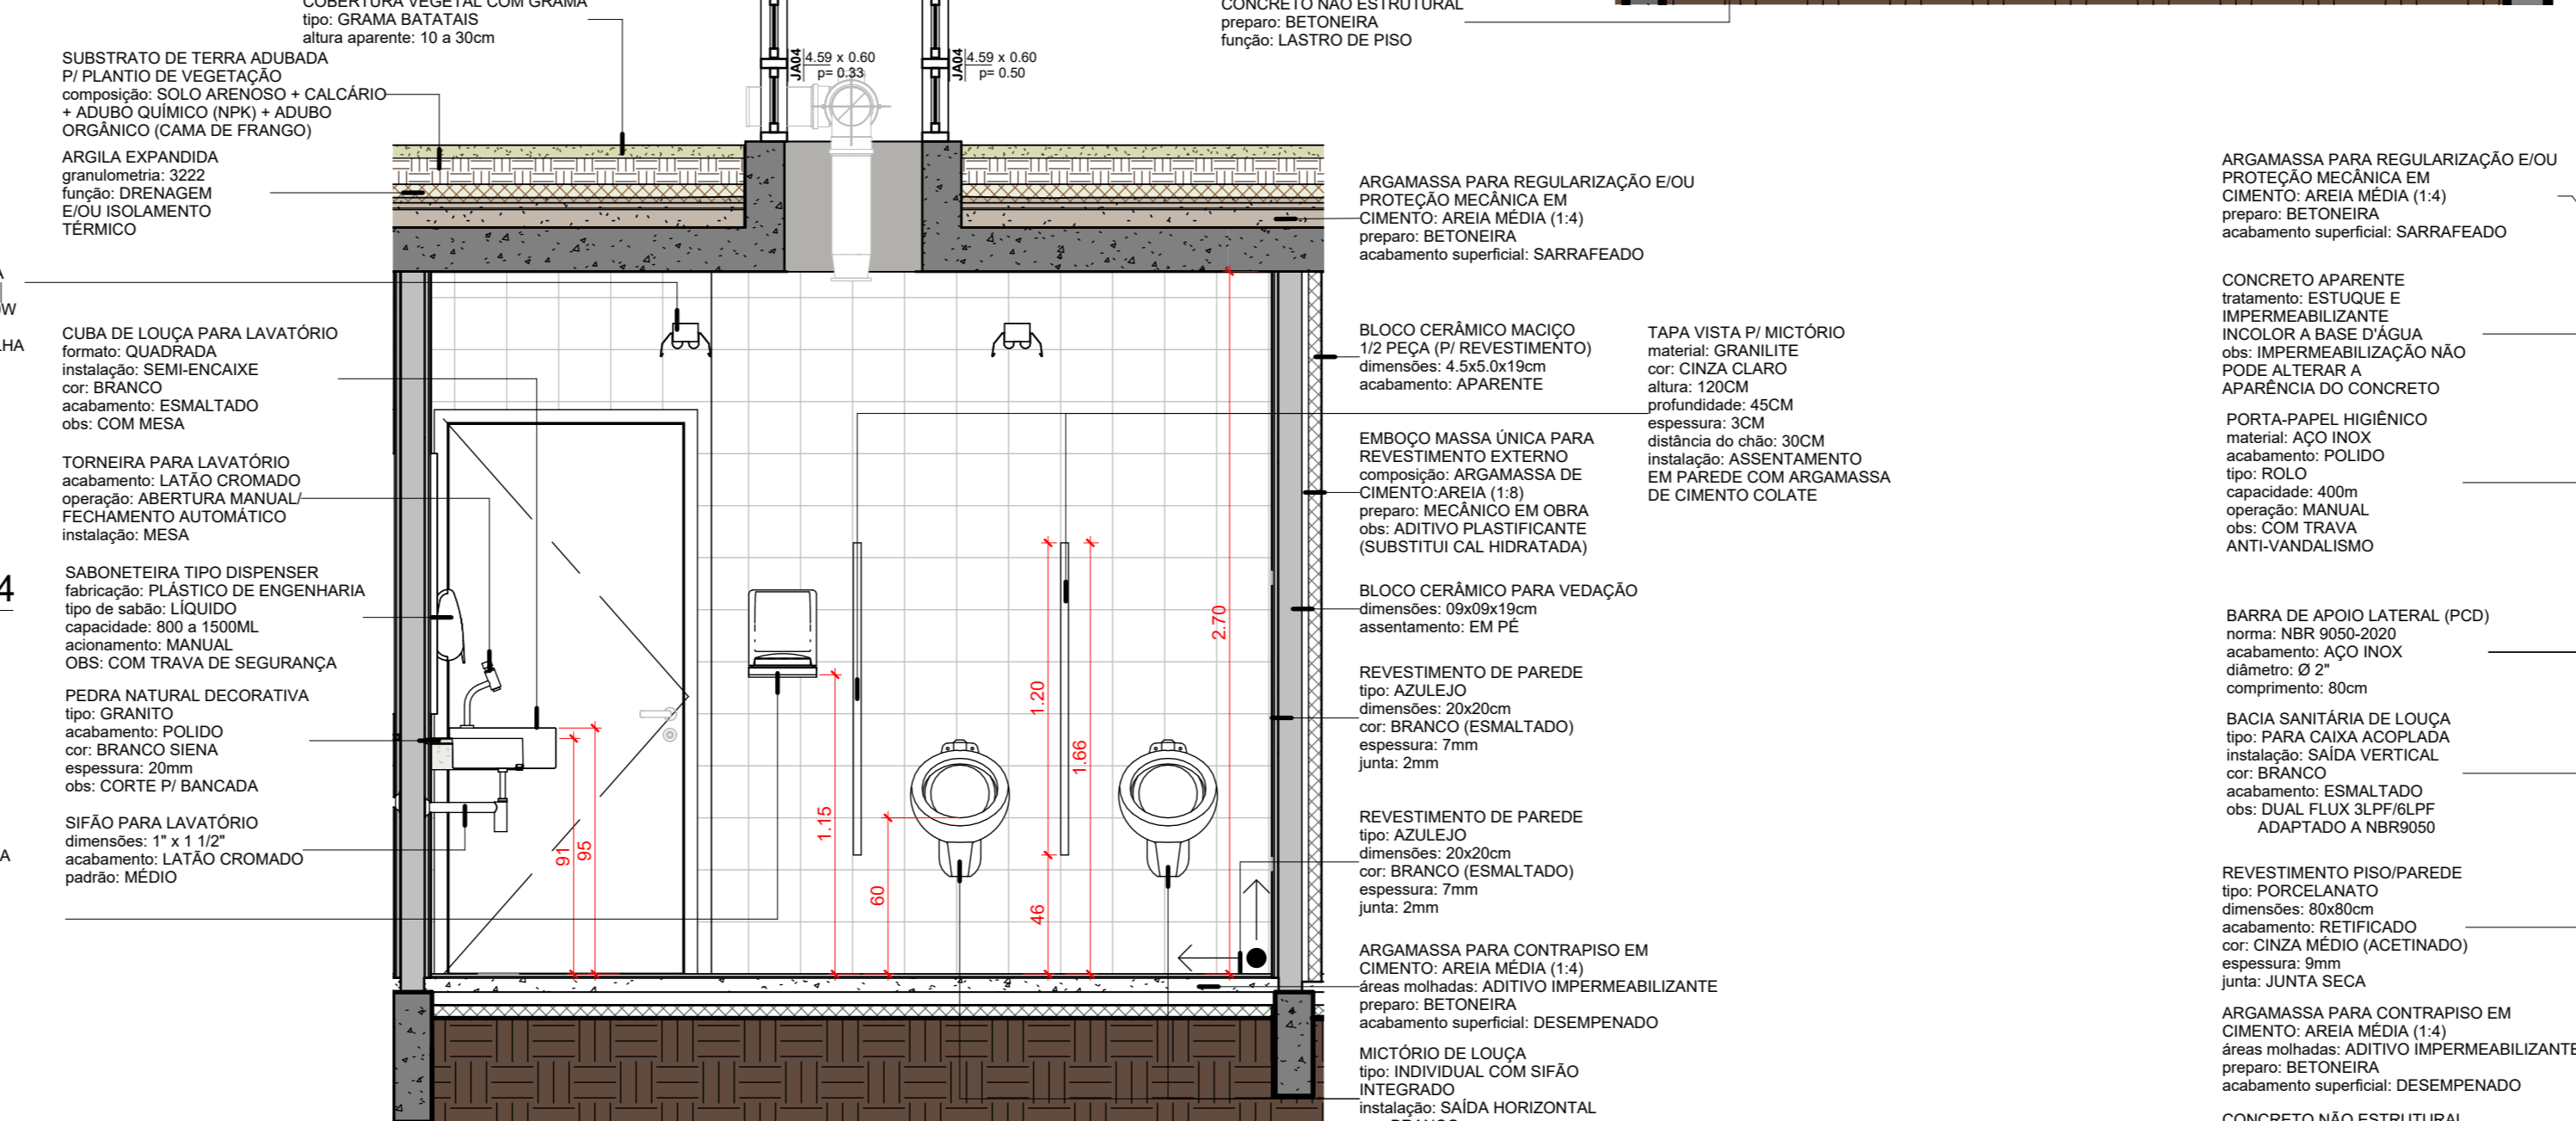 COBERTURA VEGETAL COM GRAMA
tipo: GRAMA BATATAIS
altura aparente: 10 a 30cm
SUBSTRATO DE TERRA ADUBADA
P/ PLANTIO DE VEGETAÇÃO
composição: SOLO ARENOSO + CALCÁRIO
+ ADUBO QUÍMICO (NPK) + ADUBO
ORGÂNICO (CAMA DE FRANGO)
ARGILA EXPANDIDA
granulometria: 3222
função: DRENAGEM
E/OU ISOLAMENTO
TÉRMICO
A
W
LHA
CUBA DE LOUÇA PARA LAVATÓRIO
formato: QUADRADA
instalação: SEMI-ENCAIXE
cor: BRANCO
acabamento: ESMALTADO
obs: COM MESA
TORNEIRA PARA LAVATÓRIO
acabamento: LATÃO CROMADO
operação: ABERTURA MANUAL/
FECHAMENTO AUTOMÁTICO
instalação: MESA
4
SABONETEIRA TIPO DISPENSER
fabricação: PLÁSTICO DE ENGENHARIA
tipo de sabão: LÍQUIDO
capacidade: 800 a 1500ML
acionamento: MANUAL
OBS: COM TRAVA DE SEGURANÇA
PEDRA NATURAL DECORATIVA
tipo: GRANITO
acabamento: POLIDO
cor: BRANCO SIENA
espessura: 20mm
obs: CORTE P/ BANCADA
SIFÃO PARA LAVATÓRIO
dimensões: 1" x 1 1/2"
acabamento: LATÃO CROMADO
padrão: MÉDIO
A
JA04
4.59 x 0.60
p= 0.33
JA04
4.59 x 0.60
p= 0.50
91
95
1.15
60
1.20
46
1.66
2.70
CONCRETO NÃO ESTRUTURAL
preparo: BETONEIRA
função: LASTRO DE PISO
ARGAMASSA PARA REGULARIZAÇÃO E/OU
PROTEÇÃO MECÂNICA EM
CIMENTO: AREIA MÉDIA (1:4)
preparo: BETONEIRA
acabamento superficial: SARRAFEADO
BLOCO CERÂMICO MACIÇO
1/2 PEÇA (P/ REVESTIMENTO)
dimensões: 4.5x5.0x19cm
acabamento: APARENTE
EMBOÇO MASSA ÚNICA PARA
REVESTIMENTO EXTERNO
composição: ARGAMASSA DE
CIMENTO:AREIA (1:8)
preparo: MECÂNICO EM OBRA
obs: ADITIVO PLASTIFICANTE
(SUBSTITUI CAL HIDRATADA)
BLOCO CERÂMICO PARA VEDAÇÃO
dimensões: 09x09x19cm
assentamento: EM PÉ
REVESTIMENTO DE PAREDE
tipo: AZULEJO
dimensões: 20x20cm
cor: BRANCO (ESMALTADO)
espessura: 7mm
junta: 2mm
REVESTIMENTO DE PAREDE
tipo: AZULEJO
dimensões: 20x20cm
cor: BRANCO (ESMALTADO)
espessura: 7mm
junta: 2mm
ARGAMASSA PARA CONTRAPISO EM
CIMENTO: AREIA MÉDIA (1:4)
áreas molhadas: ADITIVO IMPERMEABILIZANTE
preparo: BETONEIRA
acabamento superficial: DESEMPENADO
MICTÓRIO DE LOUÇA
tipo: INDIVIDUAL COM SIFÃO
INTEGRADO
instalação: SAÍDA HORIZONTAL
TAPA VISTA P/ MICTÓRIO
material: GRANILITE
cor: CINZA CLARO
altura: 120CM
profundidade: 45CM
espessura: 3CM
distância do chão: 30CM
instalação: ASSENTAMENTO
EM PAREDE COM ARGAMASSA
DE CIMENTO COLATE
ARGAMASSA PARA REGULARIZAÇÃO E/OU
PROTEÇÃO MECÂNICA EM
CIMENTO: AREIA MÉDIA (1:4)
preparo: BETONEIRA
acabamento superficial: SARRAFEADO
CONCRETO APARENTE
tratamento: ESTUQUE E
IMPERMEABILIZANTE
INCOLOR A BASE D'ÁGUA
obs: IMPERMEABILIZAÇÃO NÃO
PODE ALTERAR A
APARÊNCIA DO CONCRETO
PORTA-PAPEL HIGIÊNICO
material: AÇO INOX
acabamento: POLIDO
tipo: ROLO
capacidade: 400m
operação: MANUAL
obs: COM TRAVA
ANTI-VANDALISMO
BARRA DE APOIO LATERAL (PCD)
norma: NBR 9050-2020
acabamento: AÇO INOX
diâmetro: Ø 2"
comprimento: 80cm
BACIA SANITÁRIA DE LOUÇA
tipo: PARA CAIXA ACOPLADA
instalação: SAÍDA VERTICAL
cor: BRANCO
acabamento: ESMALTADO
obs: DUAL FLUX 3LPF/6LPF
ADAPTADO A NBR9050
REVESTIMENTO PISO/PAREDE
tipo: PORCELANATO
dimensões: 80x80cm
acabamento: RETIFICADO
cor: CINZA MÉDIO (ACETINADO)
espessura: 9mm
junta: JUNTA SECA
ARGAMASSA PARA CONTRAPISO EM
CIMENTO: AREIA MÉDIA (1:4)
áreas molhadas: ADITIVO IMPERMEABILIZANTE
preparo: BETONEIRA
acabamento superficial: DESEMPENADO
CONCRETO NÃO ESTRUTURAL